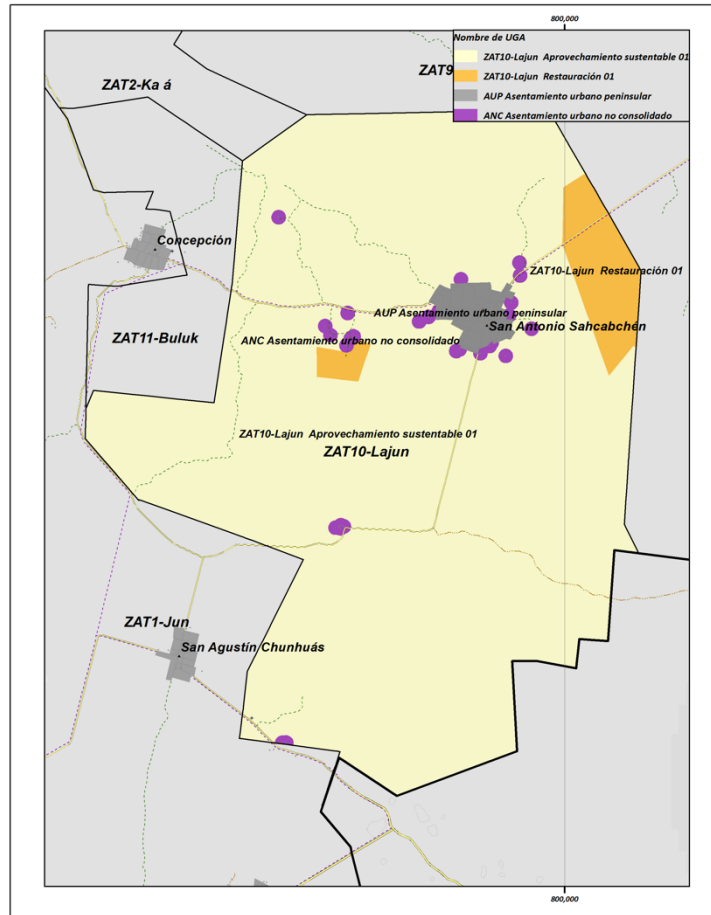 800,000
Nombre de UGA
ZAT10-Lajun Aprovechamiento sustentable 01
ZAT10-Lajun Restauración 01
AUP Asentamiento urbano peninsular
ANC Asentamiento urbano no consolidado
ZAT9
ZAT2-Ka á
Concepción
ZAT10-Lajun Restauración 01
AUP Asentamiento urbano peninsular
San Antonio Sahcabchén
ZAT11-Buluk
ANC Asentamiento urbano no consolidado
ZAT10-Lajun Aprovechamiento sustentable 01
ZAT10-Lajun
ZAT1-Jun
San Agustín Chunhuás
800,000